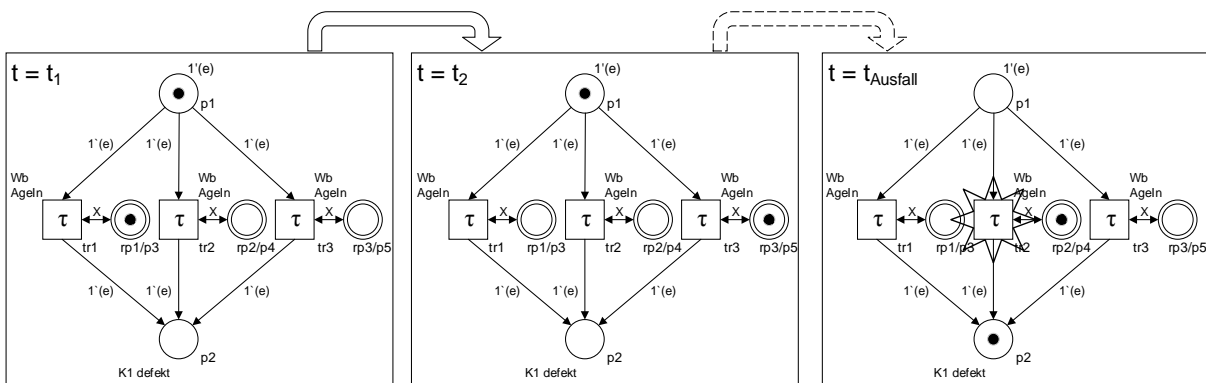 t = t1
1'(e)
p1
1`(e)
1`(e)
1`(e)
Wb
AgeIn
Wb
AgeIn
Wb
AgeIn
τ
X
τ
X
τ
X
tr1
rp1/p3
tr2
rp2/p4
tr3
rp3/p5
1`(e)
1`(e)
1`(e)
p2
K1 defekt
t = t2
1'(e)
p1
1`(e)
1`(e)
1`(e)
Wb
AgeIn
Wb
AgeIn
Wb
AgeIn
τ
X
τ
X
τ
X
tr1
rp1/p3
tr2
rp2/p4
tr3
rp3/p5
1`(e)
1`(e)
1`(e)
p2
K1 defekt
t = tAusfall
1'(e)
p1
1`(e)
1`(e)
1`(e)
Wb
AgeIn
Wb
AgeIn
Wb
AgeIn
τ
X
τ
X
τ
X
tr1
rp1/p3
tr2
rp2/p4
tr3
rp3/p5
1`(e)
1`(e)
1`(e)
p2
K1 defekt